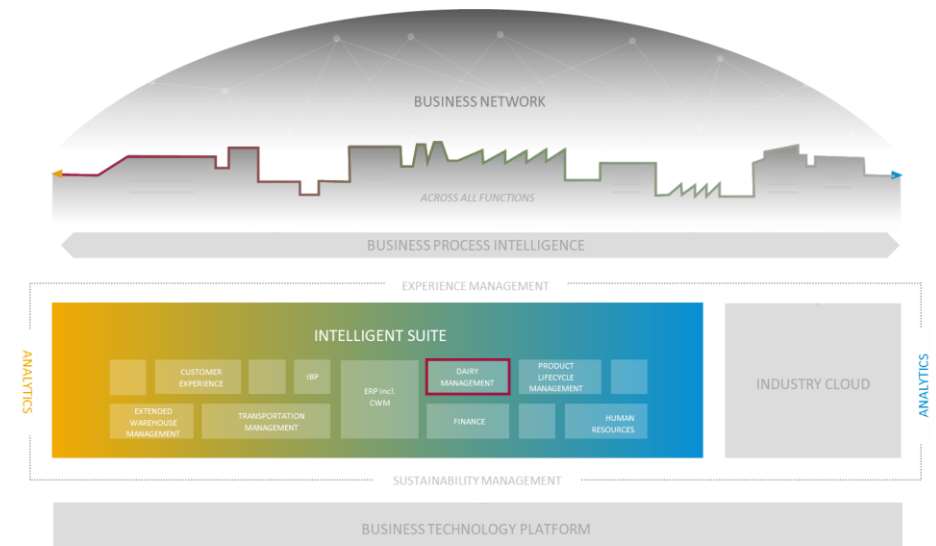 BUSINESS NETWORK
ACROSS ALL FUNCTIONS
BUSINESS PROCESS INTELLIGENCE
EXPERIENCE MANAGEMENT
ANALYTICS
INTELLIGENT SUITE
CUSTOMER
EXPERIENCE
IBP
ERP incl.
CWM
DAIRY
MANAGEMENT
PRODUCT
LIFECYCLE
MANAGEMENT
EXTENDED
WAREHOUSE
MANAGEMENT
TRANSPORTATION
MANAGEMENT
FINANCE
HUMAN
RESOURCES
INDUSTRY CLOUD
ANALYTICS
SUSTAINABILITY MANAGEMENT
BUSINESS TECHNOLOGY PLATFORM